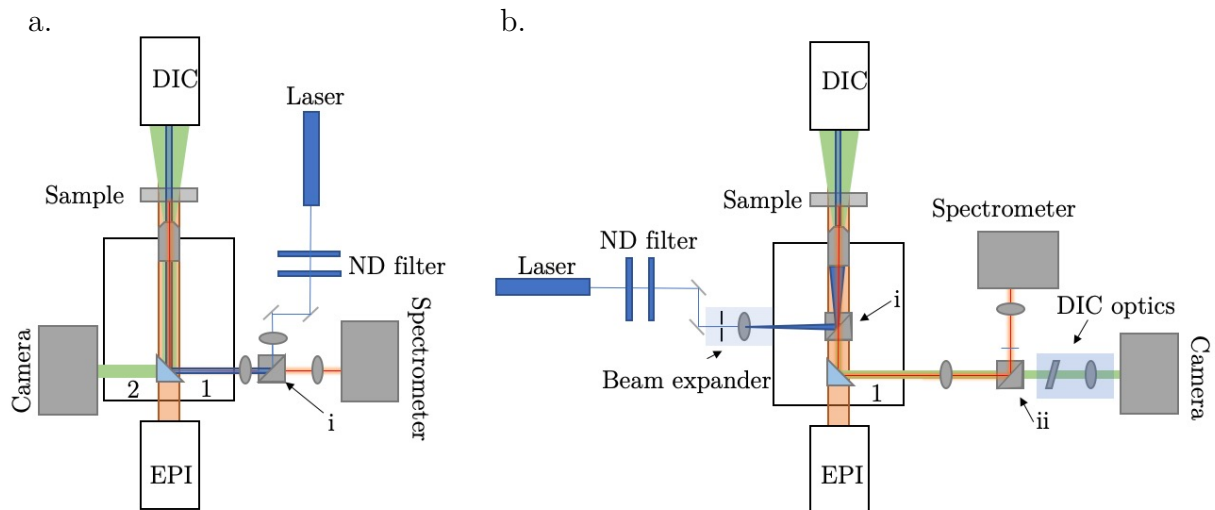 a.
DIC
Laser
Sample
ND filter
Camera
2
1
Spectrometer
i
EPI
b.
DIC
Sample
Spectrometer
ND filter
Laser
i
DIC optics
Beam expander
1
Camera
ii
EPI